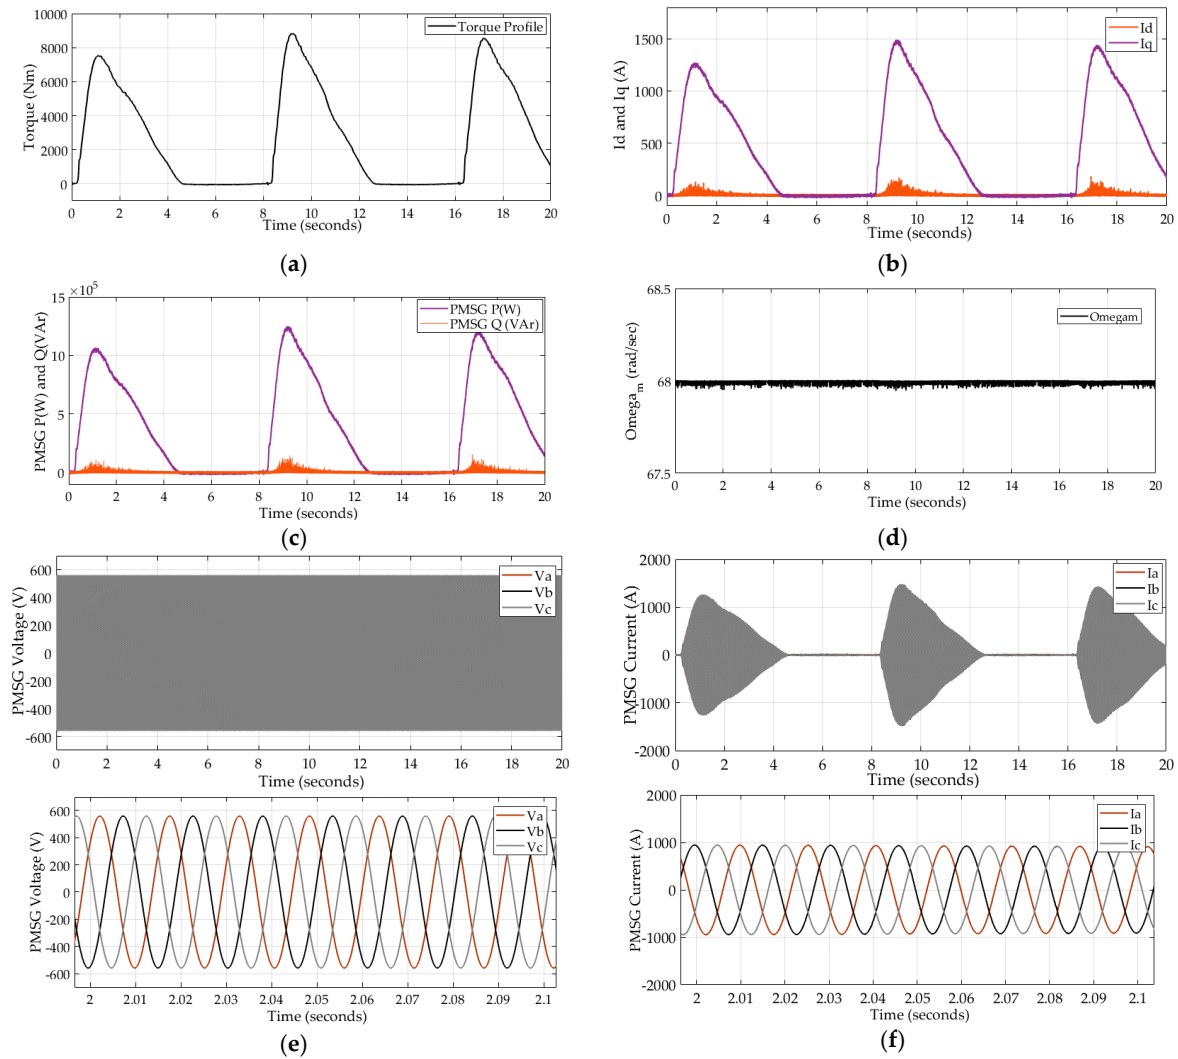 10000
8000
6000
4000
2000
0
Torque (Nm)
Torque Profile
0 2 4 6 8 10 12 14 16 18 20
Time (seconds)
(a)
1500
1000
500
0
Id and Iq (A)
Id
Iq
0 2 4 6 8 10 12 14 16 18 20
Time (seconds)
(b)
×10⁵
15
10
5
0
PMSG P(W) and Q(VAr)
PMSG P(W)
PMSG Q (VAr)
0 2 4 6 8 10 12 14 16 18 20
Time (seconds)
(c)
68.5
68
67.5
Omega_m (rad/sec)
Omegam
0 2 4 6 8 10 12 14 16 18 20
Time (seconds)
(d)
600
400
200
0
-200
-400
-600
PMSG Voltage (V)
Va
Vb
Vc
0 2 4 6 8 10 12 14 16 18 20
Time (seconds)
2000
1000
0
-1000
-2000
PMSG Current (A)
Ia
Ib
Ic
0 2 4 6 8 10 12 14 16 18 20
Time (seconds)
600
400
200
0
-200
-400
-600
PMSG Voltage (V)
Va
Vb
Vc
2 2.01 2.02 2.03 2.04 2.05 2.06 2.07 2.08 2.09 2.1
Time (seconds)
(e)
2000
1000
0
-1000
-2000
PMSG Current (A)
Ia
Ib
Ic
2 2.01 2.02 2.03 2.04 2.05 2.06 2.07 2.08 2.09 2.1
Time (seconds)
(f)